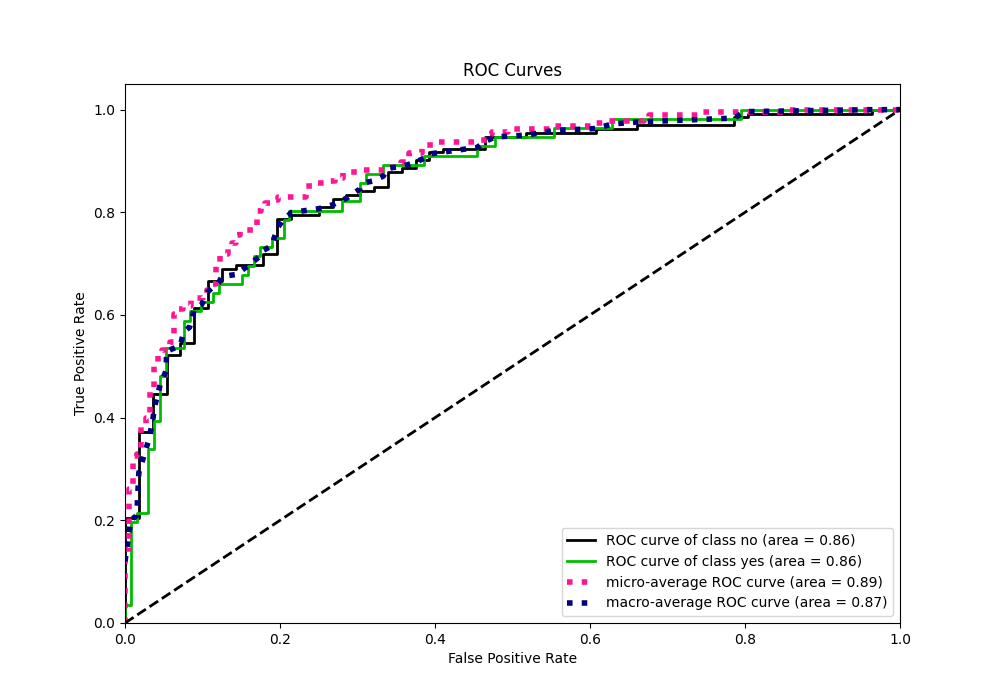 ROC Curves
True Positive Rate
1.0
0.8
0.6
0.4
0.2
0.0
ROC curve of class no (area = 0.86)
ROC curve of class yes (area = 0.86)
micro-average ROC curve (area = 0.89)
macro-average ROC curve (area = 0.87)
0.0 0.2 0.4 0.6 0.8 1.0
False Positive Rate